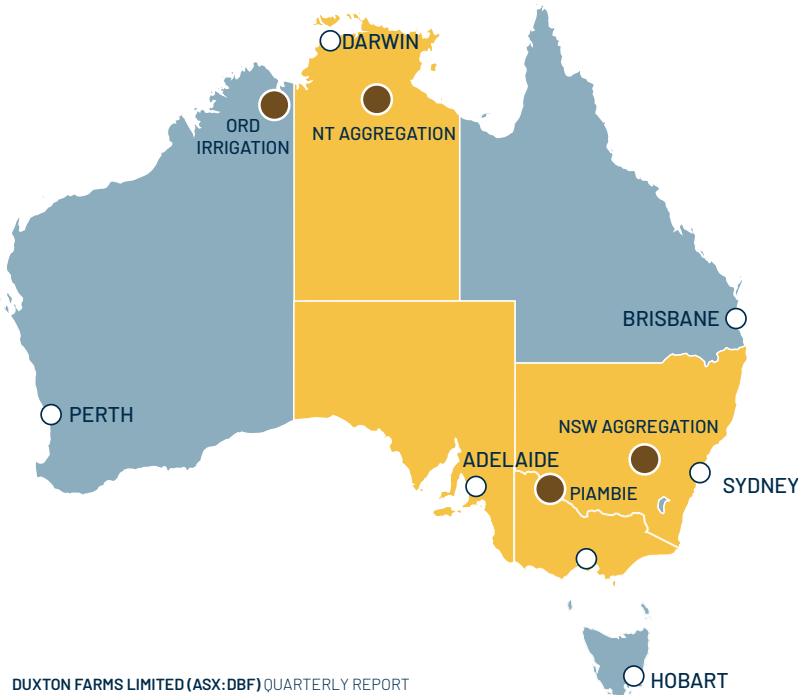 DARWIN
ORD
IRRIGATION
NT AGGREGATION
BRISBANE
PERTH
NSW AGGREGATION
ADELAIDE
SYDNEY
PIAMBIE
HOBART
DUXTON FARMS LIMITED (ASX:DBF) QUARTERLY REPORT